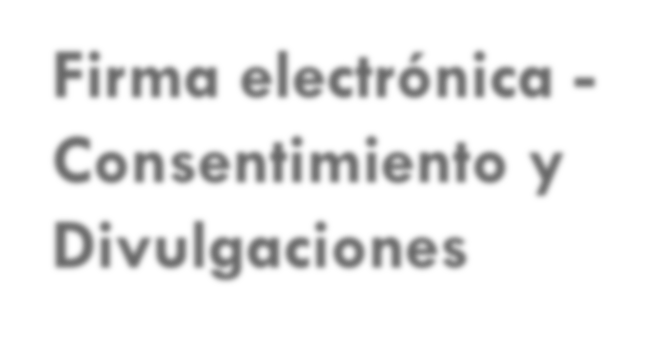 Firma electrónica -
Consentimiento y
Divulgaciones